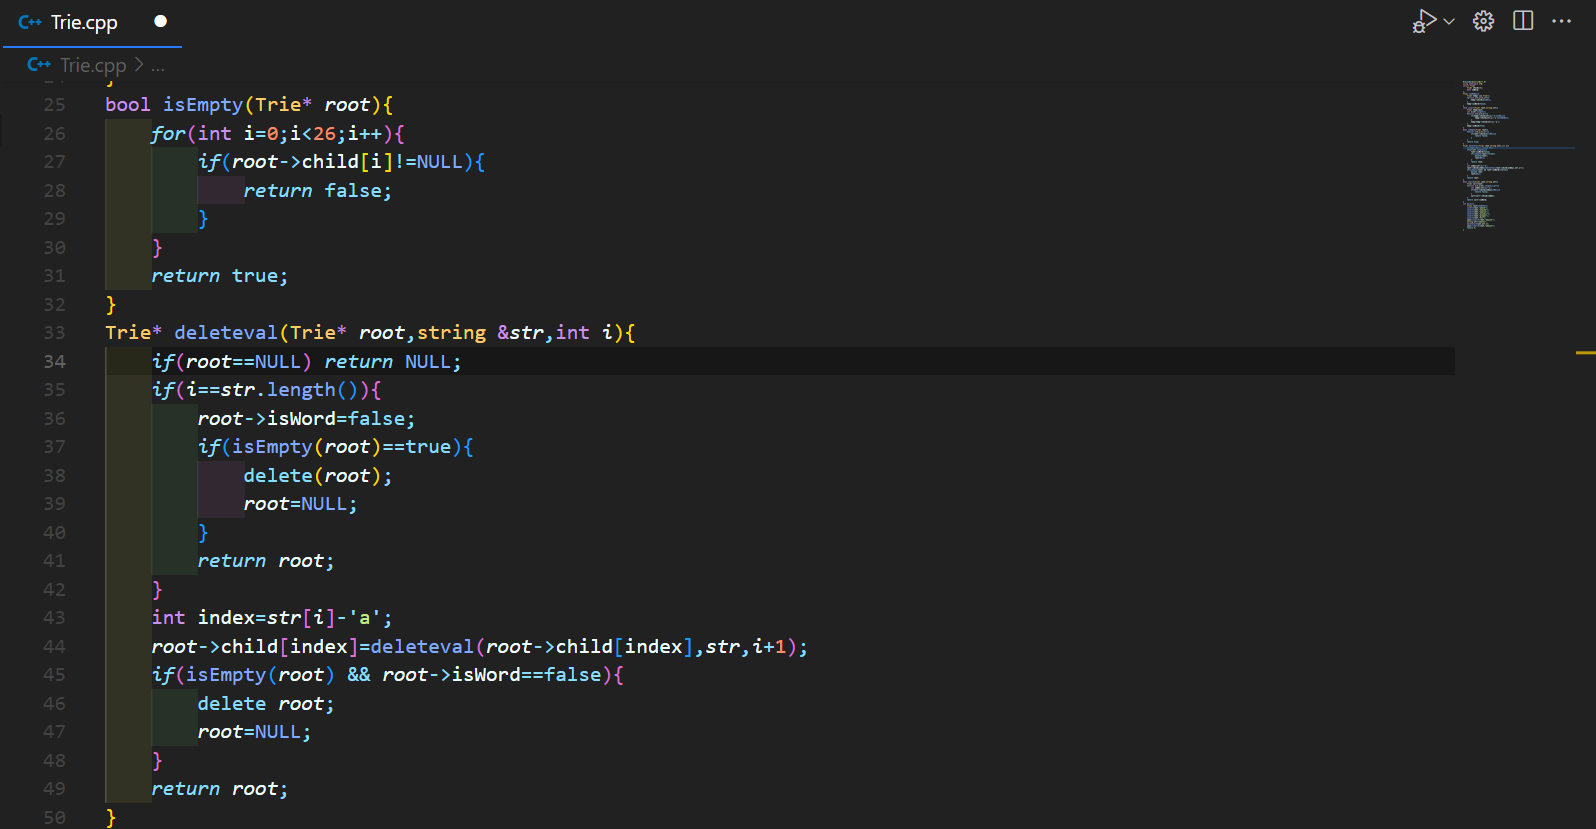 C++ Trie.cpp
C++ Trie.cpp > ...
24 }
25 bool isEmpty(Trie* root){
26     for(int i=0;i<26;i++){
27         if(root->child[i]!=NULL){
28             return false;
29         }
30     }
31     return true;
32 }
33 Trie* deleteval(Trie* root,string &str,int i){
34     if(root==NULL) return NULL;
35     if(i==str.length()){
36         root->isWord=false;
37         if(isEmpty(root)==true){
38             delete(root);
39             root=NULL;
40         }
41         return root;
42     }
43     int index=str[i]-'a';
44     root->child[index]=deleteval(root->child[index],str,i+1);
45     if(isEmpty(root) && root->isWord==false){
46         delete root;
47         root=NULL;
48     }
49     return root;
50 }